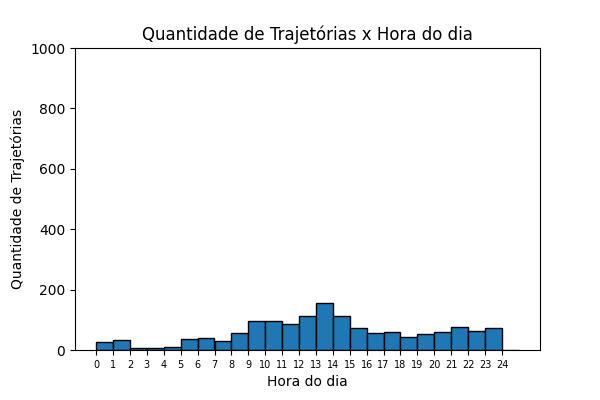 Quantidade de Trajetórias x Hora do dia
1000
800
600
400
200
0
Quantidade de Trajetórias
0 1 2 3 4 5 6 7 8 9 10 11 12 13 14 15 16 17 18 19 20 21 22 23 24
Hora do dia